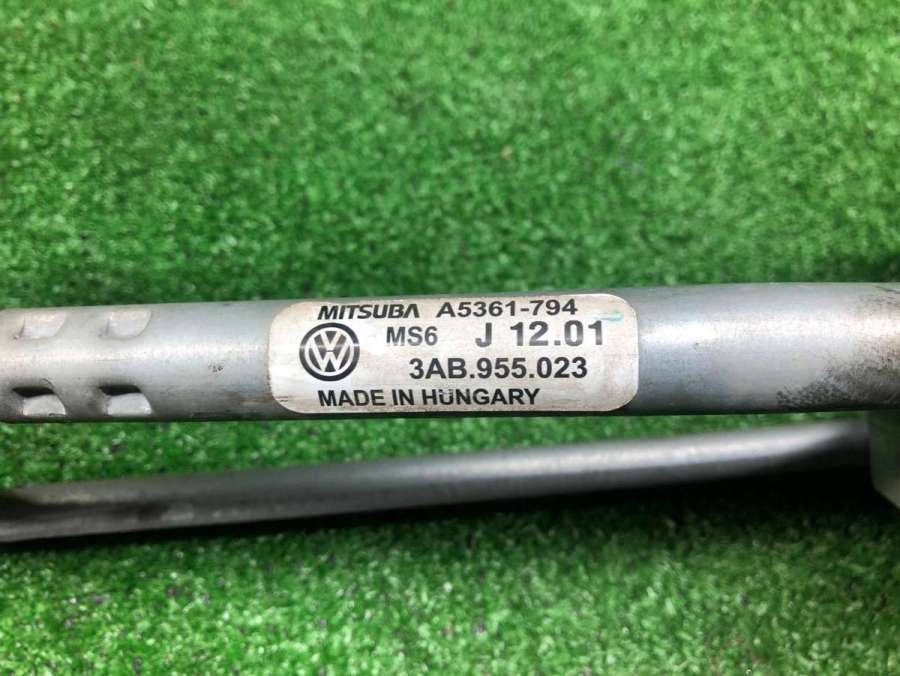 MITSUBA A5361-794
MS6 J 12.01
3AB.955.023
MADE IN HUNGARY